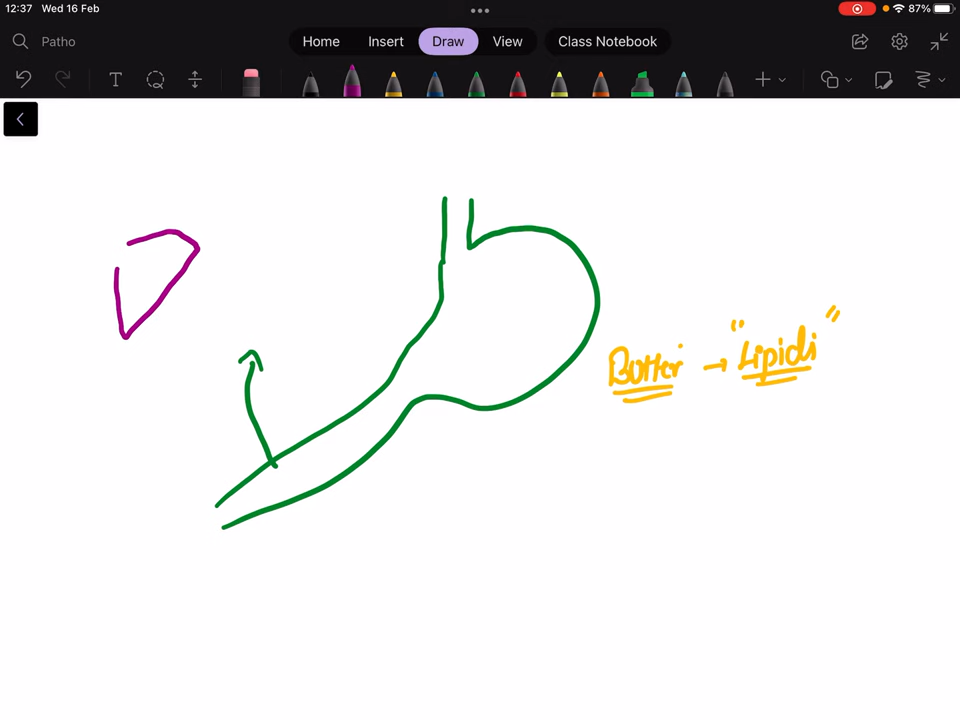 12:37 Wed 16 Feb
87%
Patho
Home Insert Draw View Class Notebook
T
Butter → "Lipidi"